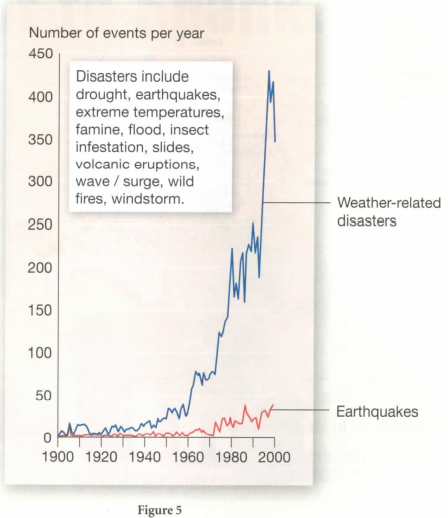 Number of events per year
450
400
350
300
250
200
150
100
50
0
Disasters include
drought, earthquakes,
extreme temperatures,
famine, flood, insect
infestation, slides,
volcanic eruptions,
wave / surge, wild
fires, windstorm.
Weather-related
disasters
Earthquakes
1900 1920 1940 1960 1980 2000
Figure 5